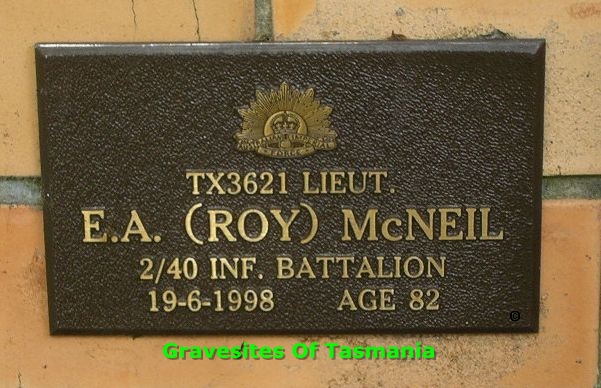 TX3621 LIEUT.
E.A. (ROY) McNEIL
2/40 INF. BATTALION
19-6-1998 AGE 82
©
Gravesites Of Tasmania